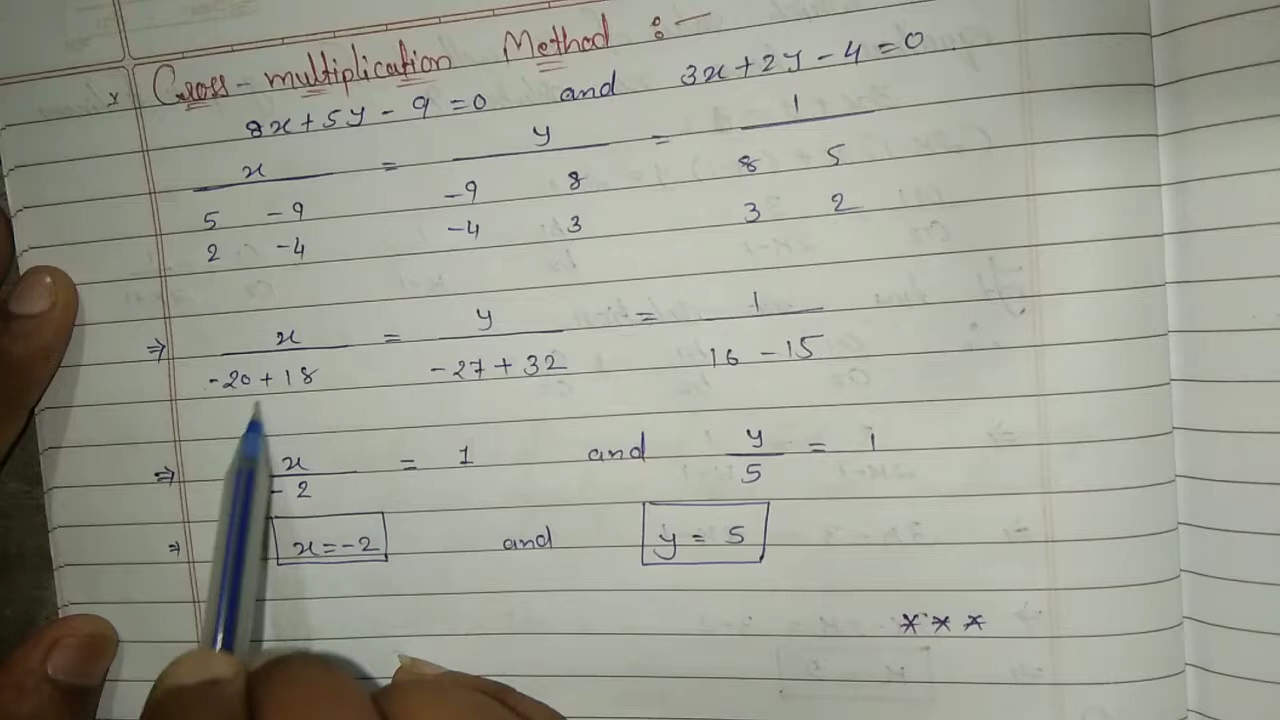 Cross-multiplication Method :-
8x+5y-9=0 and 3x+2y-4=0
x = y = 1
5 -9 -9 8 8 5
2 -4 -4 3 3 2
⇒ x = y = 1
-20+18 -27+32 16-15
⇒ x = 1 and y = 1
-2 5
⇒ x=-2 and y = 5
***